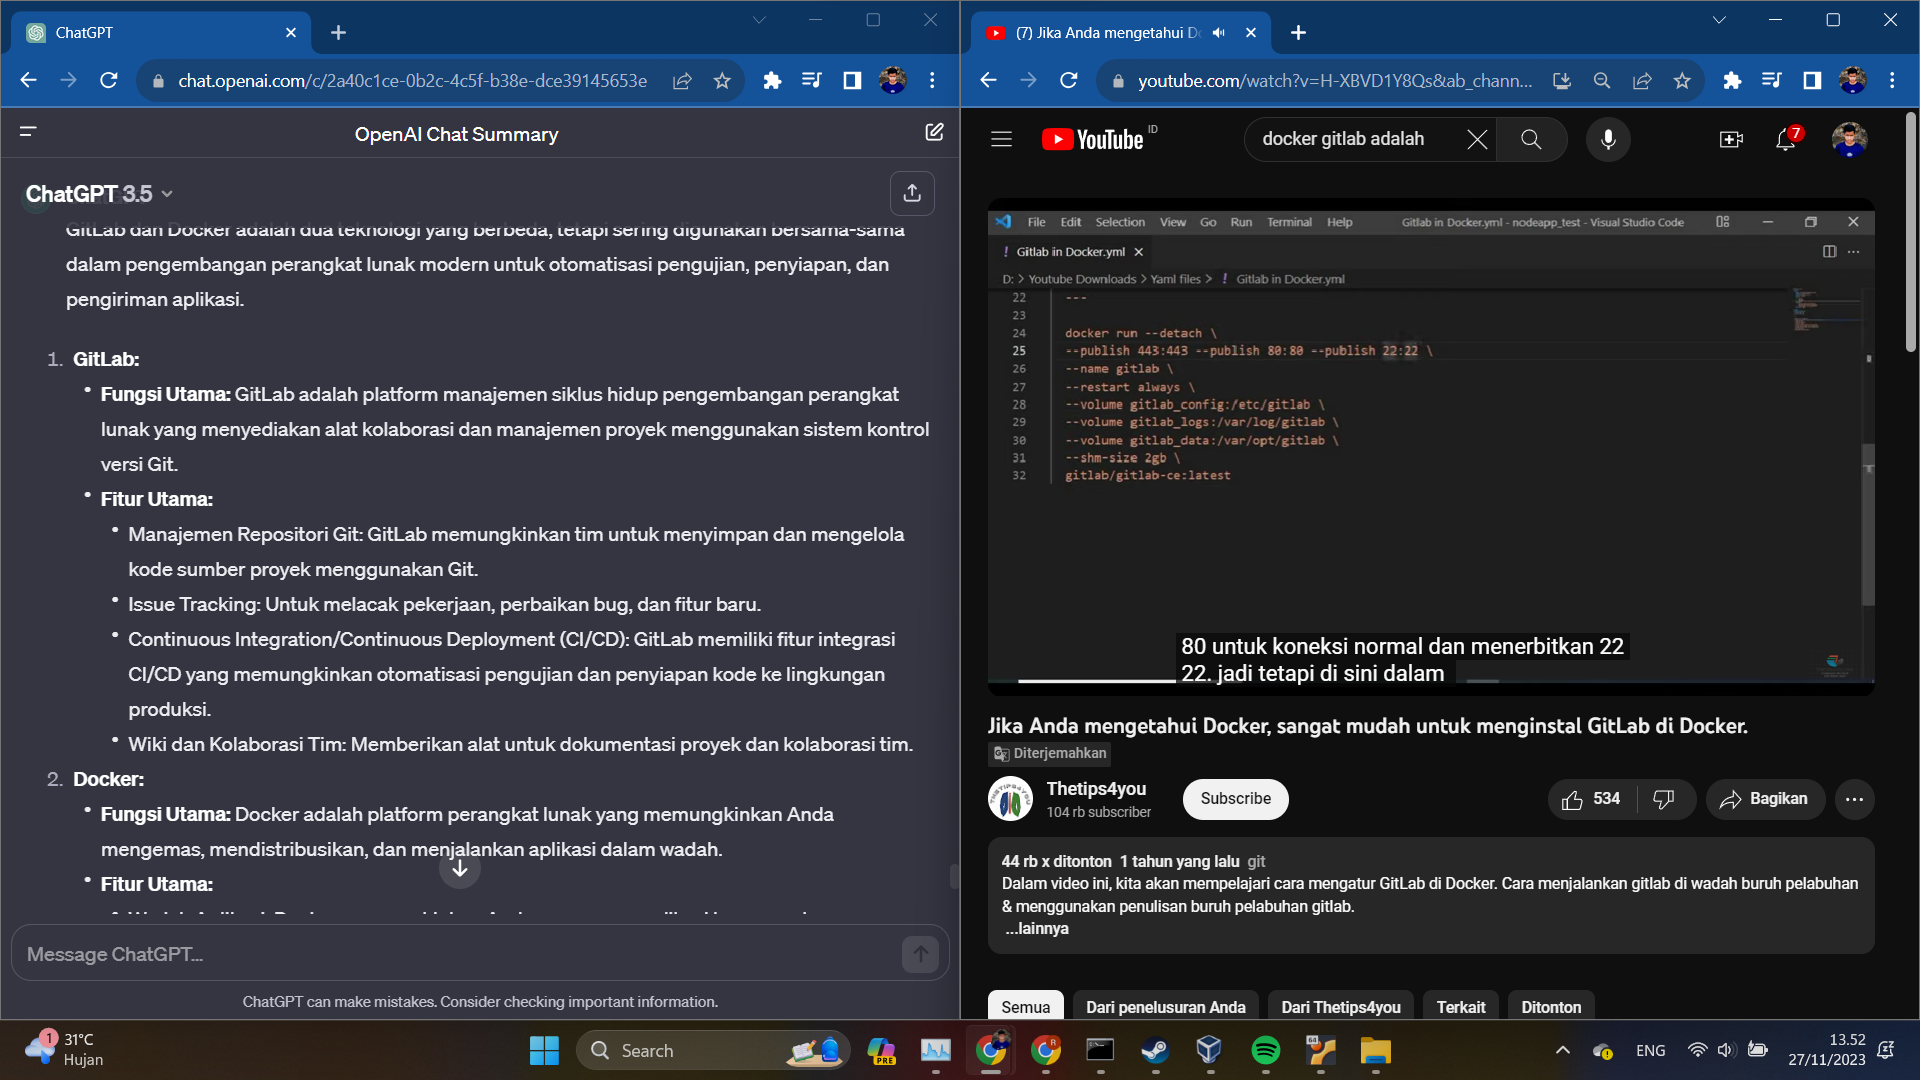 ChatGPT
chat.openai.com/c/2a40c1ce-0b2c-4c5f-b38e-dce39145653e
OpenAI Chat Summary
ChatGPT 3.5
GitLab dan Docker adalah dua teknologi yang berbeda, tetapi sering digunakan bersama-sama
dalam pengembangan perangkat lunak modern untuk otomatisasi pengujian, penyiapan, dan
pengiriman aplikasi.
1. GitLab:
• Fungsi Utama: GitLab adalah platform manajemen siklus hidup pengembangan perangkat
lunak yang menyediakan alat kolaborasi dan manajemen proyek menggunakan sistem kontrol
versi Git.
• Fitur Utama:
• Manajemen Repositori Git: GitLab memungkinkan tim untuk menyimpan dan mengelola
kode sumber proyek menggunakan Git.
• Issue Tracking: Untuk melacak pekerjaan, perbaikan bug, dan fitur baru.
• Continuous Integration/Continuous Deployment (CI/CD): GitLab memiliki fitur integrasi
CI/CD yang memungkinkan otomatisasi pengujian dan penyiapan kode ke lingkungan
produksi.
• Wiki dan Kolaborasi Tim: Memberikan alat untuk dokumentasi proyek dan kolaborasi tim.
2. Docker:
• Fungsi Utama: Docker adalah platform perangkat lunak yang memungkinkan Anda
mengemas, mendistribusikan, dan menjalankan aplikasi dalam wadah.
• Fitur Utama:
Message ChatGPT...
ChatGPT can make mistakes. Consider checking important information.
(7) Jika Anda mengetahui Do
youtube.com/watch?v=H-XBVD1Y8Qs&ab_chann...
YouTube ID
docker gitlab adalah
7
File Edit Selection View Go Run Terminal Help
Gitlab in Docker.yml - nodeapp_test - Visual Studio Code
! Gitlab in Docker.yml
D: > Youtube Downloads > Yaml files > ! Gitlab in Docker.yml
22 ---
23
24 docker run --detach \
25 --publish 443:443 --publish 80:80 --publish 22:22 \
26 --name gitlab \
27 --restart always \
28 --volume gitlab_config:/etc/gitlab \
29 --volume gitlab_logs:/var/log/gitlab \
30 --volume gitlab_data:/var/opt/gitlab \
31 --shm-size 2gb \
32 gitlab/gitlab-ce:latest
80 untuk koneksi normal dan menerbitkan 22
22. jadi tetapi di sini dalam
Jika Anda mengetahui Docker, sangat mudah untuk menginstal GitLab di Docker.
Diterjemahkan
THETIPS4YOU
Thetips4you
104 rb subscriber
Subscribe
534
Bagikan
44 rb x ditonton 1 tahun yang lalu git
Dalam video ini, kita akan mempelajari cara mengatur GitLab di Docker. Cara menjalankan gitlab di wadah buruh pelabuhan
& menggunakan penulisan buruh pelabuhan gitlab.
...lainnya
Semua
Dari penelusuran Anda
Dari Thetips4you
Terkait
Ditonton
1
31°C
Hujan
Search
PRE
R
64
ENG
13.52
27/11/2023